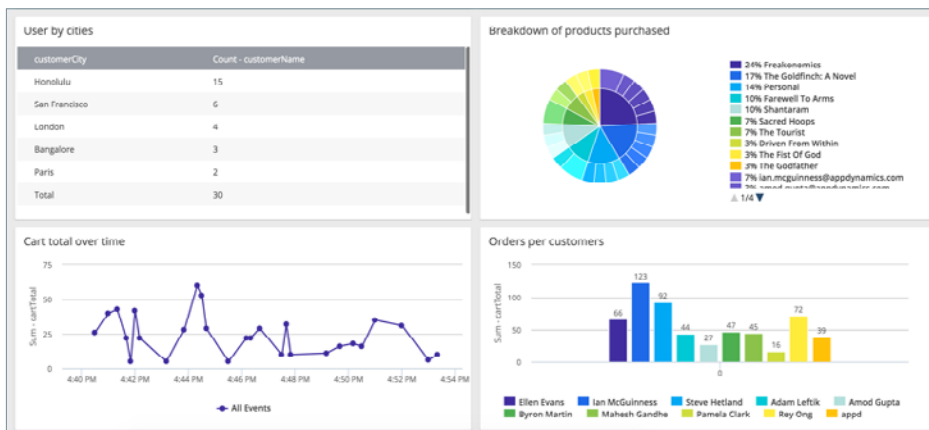 User by cities
customerCity Count - customerName
Honolulu 15
San Francisco 6
London 4
Bangalore 3
Paris 2
Total 30
Breakdown of products purchased
24% Freakonomics
17% The Goldfinch: A Novel
14% Personal
10% Farewell To Arms
10% Shantaram
7% Sacred Hoops
7% The Tourist
3% Driven From Within
3% The Fist Of God
3% The Godfather
7% ian.mcguinness@appdynamics.com
3% amod.gupta@appdynamics.com
1/4
Cart total over time
Sum - cartTotal
75
50
25
0
4:40 PM 4:42 PM 4:44 PM 4:46 PM 4:48 PM 4:50 PM 4:52 PM 4:54 PM
All Events
Orders per customers
Sum - cartTotal
150
100
50
0
66 123 92 44 27 47 45 16 72 39
0
Ellen Evans Ian McGuinness Steve Hetland Adam Leftik Amod Gupta
Byron Martin Mahesh Gandhe Pamela Clark Rey Ong appd